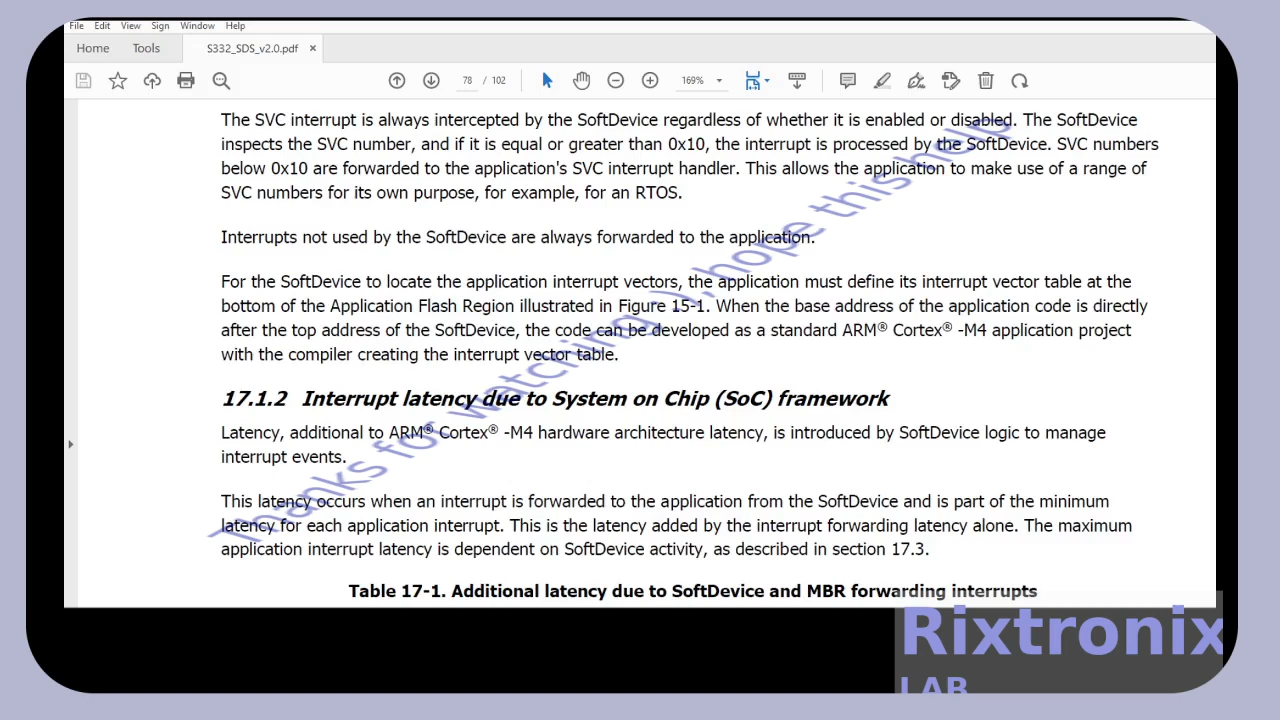 File Edit View Sign Window Help
Home Tools S332_SDS_v2.0.pdf ×
78 / 102 169%
The SVC interrupt is always intercepted by the SoftDevice regardless of whether it is enabled or disabled. The SoftDevice
inspects the SVC number, and if it is equal or greater than 0x10, the interrupt is processed by the SoftDevice. SVC numbers
below 0x10 are forwarded to the application's SVC interrupt handler. This allows the application to make use of a range of
SVC numbers for its own purpose, for example, for an RTOS.
Interrupts not used by the SoftDevice are always forwarded to the application.
For the SoftDevice to locate the application interrupt vectors, the application must define its interrupt vector table at the
bottom of the Application Flash Region illustrated in Figure 15-1. When the base address of the application code is directly
after the top address of the SoftDevice, the code can be developed as a standard ARM® Cortex® -M4 application project
with the compiler creating the interrupt vector table.
17.1.2 Interrupt latency due to System on Chip (SoC) framework
Latency, additional to ARM® Cortex® -M4 hardware architecture latency, is introduced by SoftDevice logic to manage
interrupt events.
This latency occurs when an interrupt is forwarded to the application from the SoftDevice and is part of the minimum
latency for each application interrupt. This is the latency added by the interrupt forwarding latency alone. The maximum
application interrupt latency is dependent on SoftDevice activity, as described in section 17.3.
Table 17-1. Additional latency due to SoftDevice and MBR forwarding interrupts
Thanks for watching :), hope this help
Rixtronix
LAB